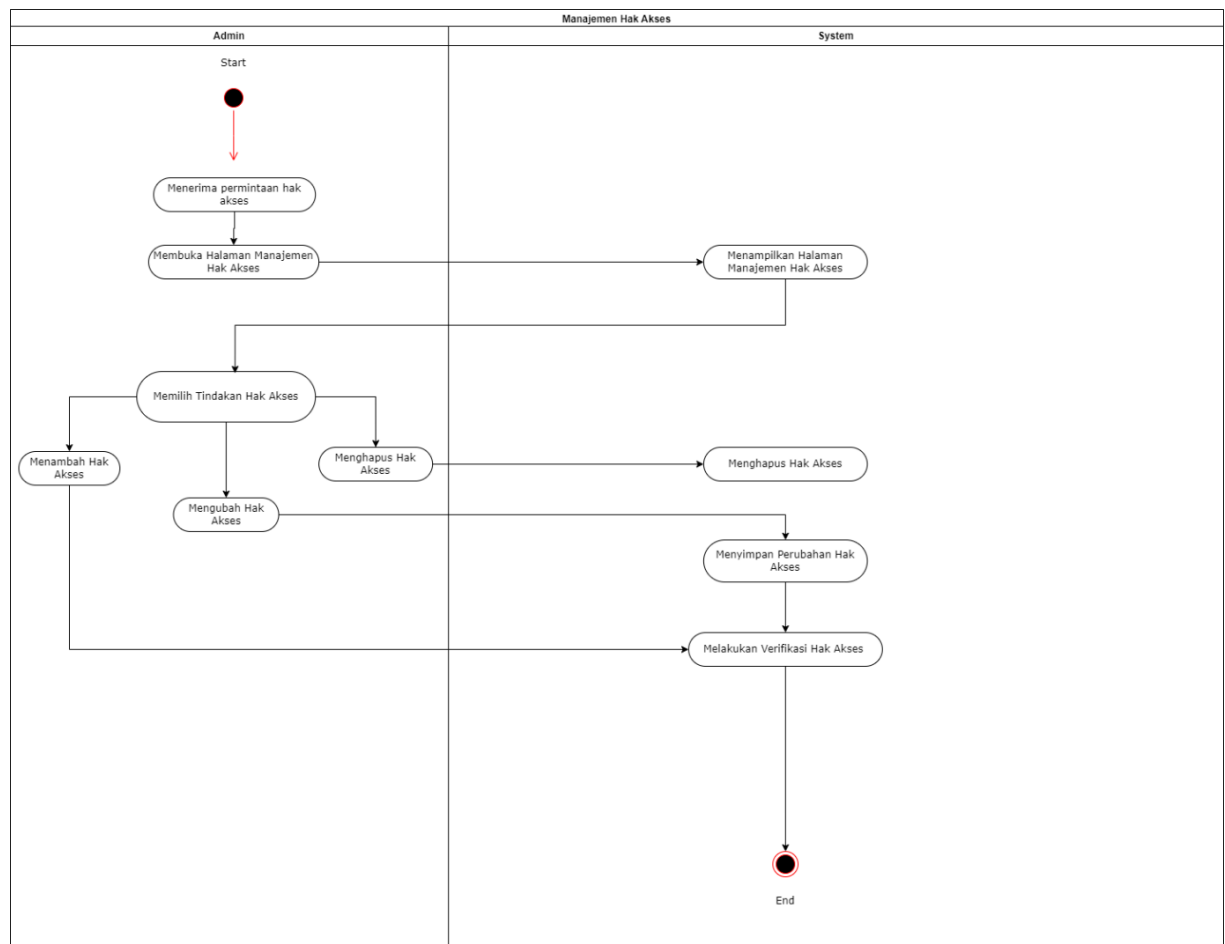 Manajemen Hak Akses
Admin
System
Start
Menerima permintaan hak
akses
Membuka Halaman Manajemen
Hak Akses
Menampilkan Halaman
Manajemen Hak Akses
Memilih Tindakan Hak Akses
Menambah Hak
Akses
Menghapus Hak
Akses
Menghapus Hak Akses
Mengubah Hak
Akses
Menyimpan Perubahan Hak
Akses
Melakukan Verifikasi Hak Akses
End